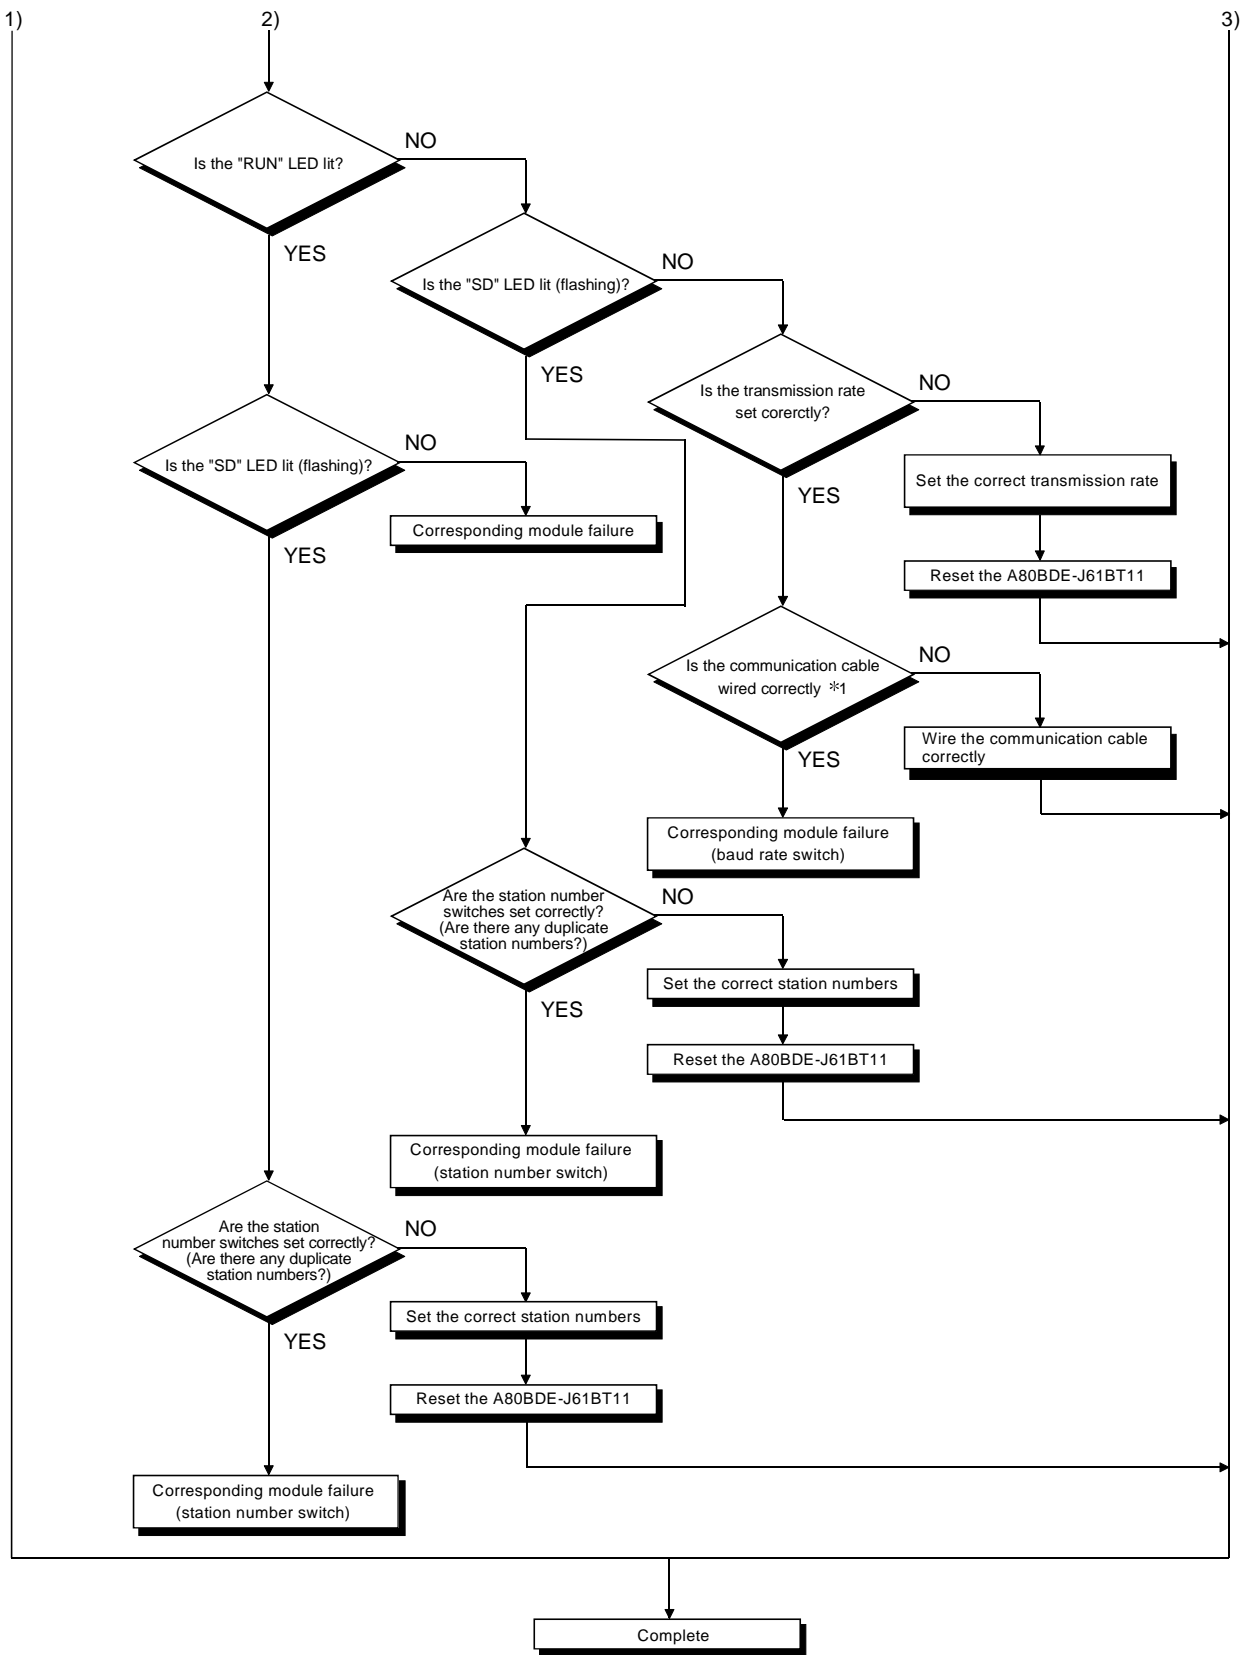 1)
2)
3)
Is the "RUN" LED lit?
NO
YES
Is the "SD" LED lit (flashing)?
NO
YES
Is the transmission rate
set corerctly?
NO
YES
Set the correct transmission rate
Reset the A80BDE-J61BT11
Is the "SD" LED lit (flashing)?
NO
YES
Corresponding module failure
Is the communication cable
wired correctly *1
NO
YES
Wire the communication cable
correctly
Corresponding module failure
(baud rate switch)
Are the station number
switches set correctly?
(Are there any duplicate
station numbers?)
NO
YES
Set the correct station numbers
Reset the A80BDE-J61BT11
Corresponding module failure
(station number switch)
Are the station
number switches set correctly?
(Are there any duplicate
station numbers?)
NO
YES
Set the correct station numbers
Reset the A80BDE-J61BT11
Corresponding module failure
(station number switch)
Complete